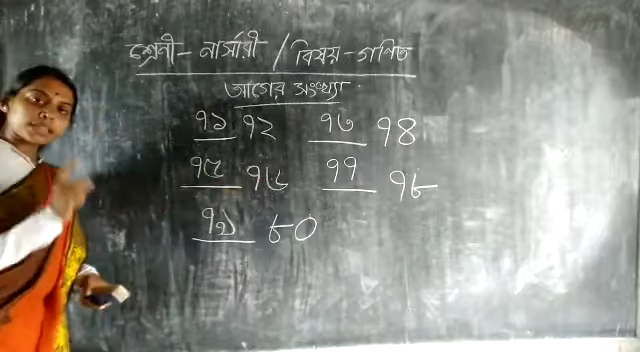 শ্রেনী- নার্সারী / বিষয়- গণিত
আগের সংখ্যা
৭১ ৭২ ৭৩ ৭৪
৭৫ ৭৬ ৭৭ ৭৮
৭৯ ৮০